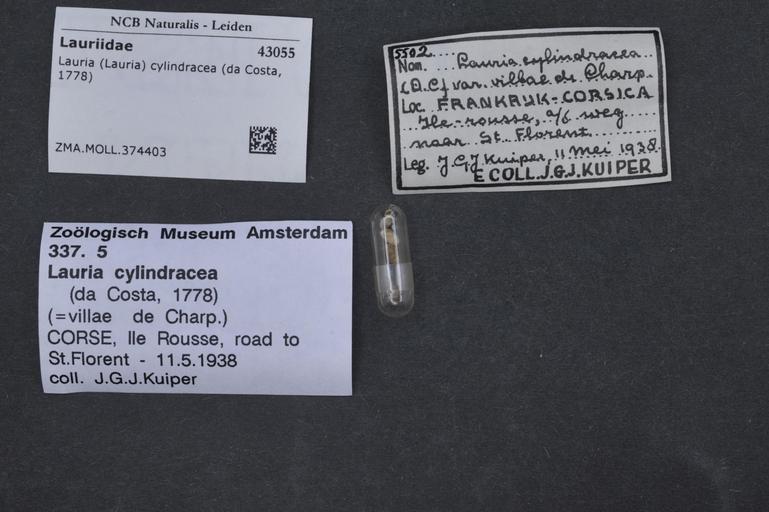 NCB Naturalis - Leiden
Lauriidae 43055
Lauria (Lauria) cylindracea (da Costa,
1778)
ZMA.MOLL.374403
5502
Nom. Lauria cylindracea
(D.C.) var. villae de Charp.
Loc. FRANKRIJK-CORSICA
Ile-rousse, a/b weg
naar St. Florent
Leg. J.G.J. Kuiper, 11 Mei 1938.
E COLL. J.G.J. KUIPER
Zoölogisch Museum Amsterdam
337. 5
Lauria cylindracea
(da Costa, 1778)
(=villae de Charp.)
CORSE, Ile Rousse, road to
St.Florent - 11.5.1938
coll. J.G.J.Kuiper